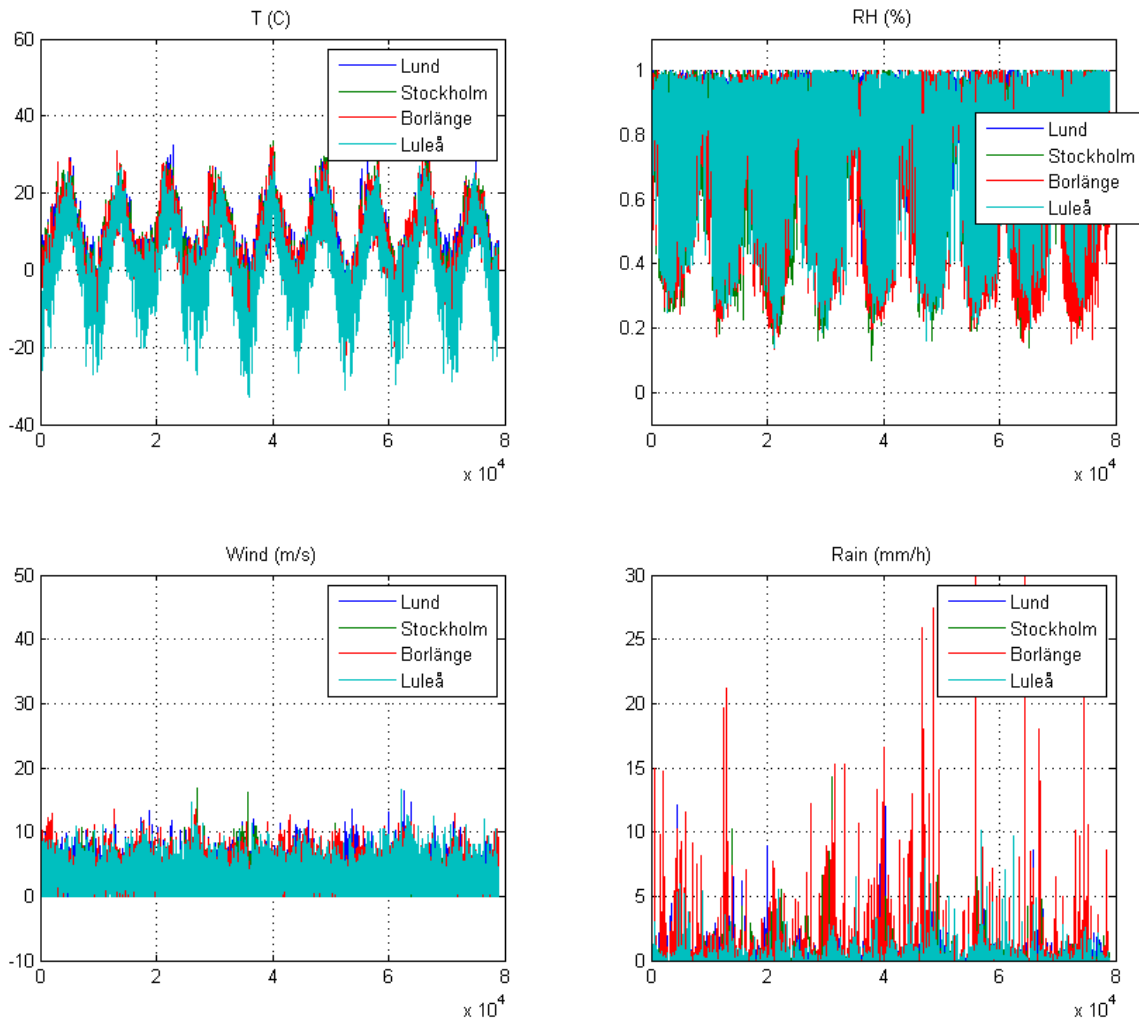 T (C)
60
40
20
0
-20
-40
0
2
4
6
8
x 10^4
Lund
Stockholm
Borlänge
Luleå
RH (%)
1
0.8
0.6
0.4
0.2
0
0
2
4
6
8
x 10^4
Lund
Stockholm
Borlänge
Luleå
Wind (m/s)
50
40
30
20
10
0
-10
0
2
4
6
8
x 10^4
Lund
Stockholm
Borlänge
Luleå
Rain (mm/h)
30
25
20
15
10
5
0
0
2
4
6
8
x 10^4
Lund
Stockholm
Borlänge
Luleå